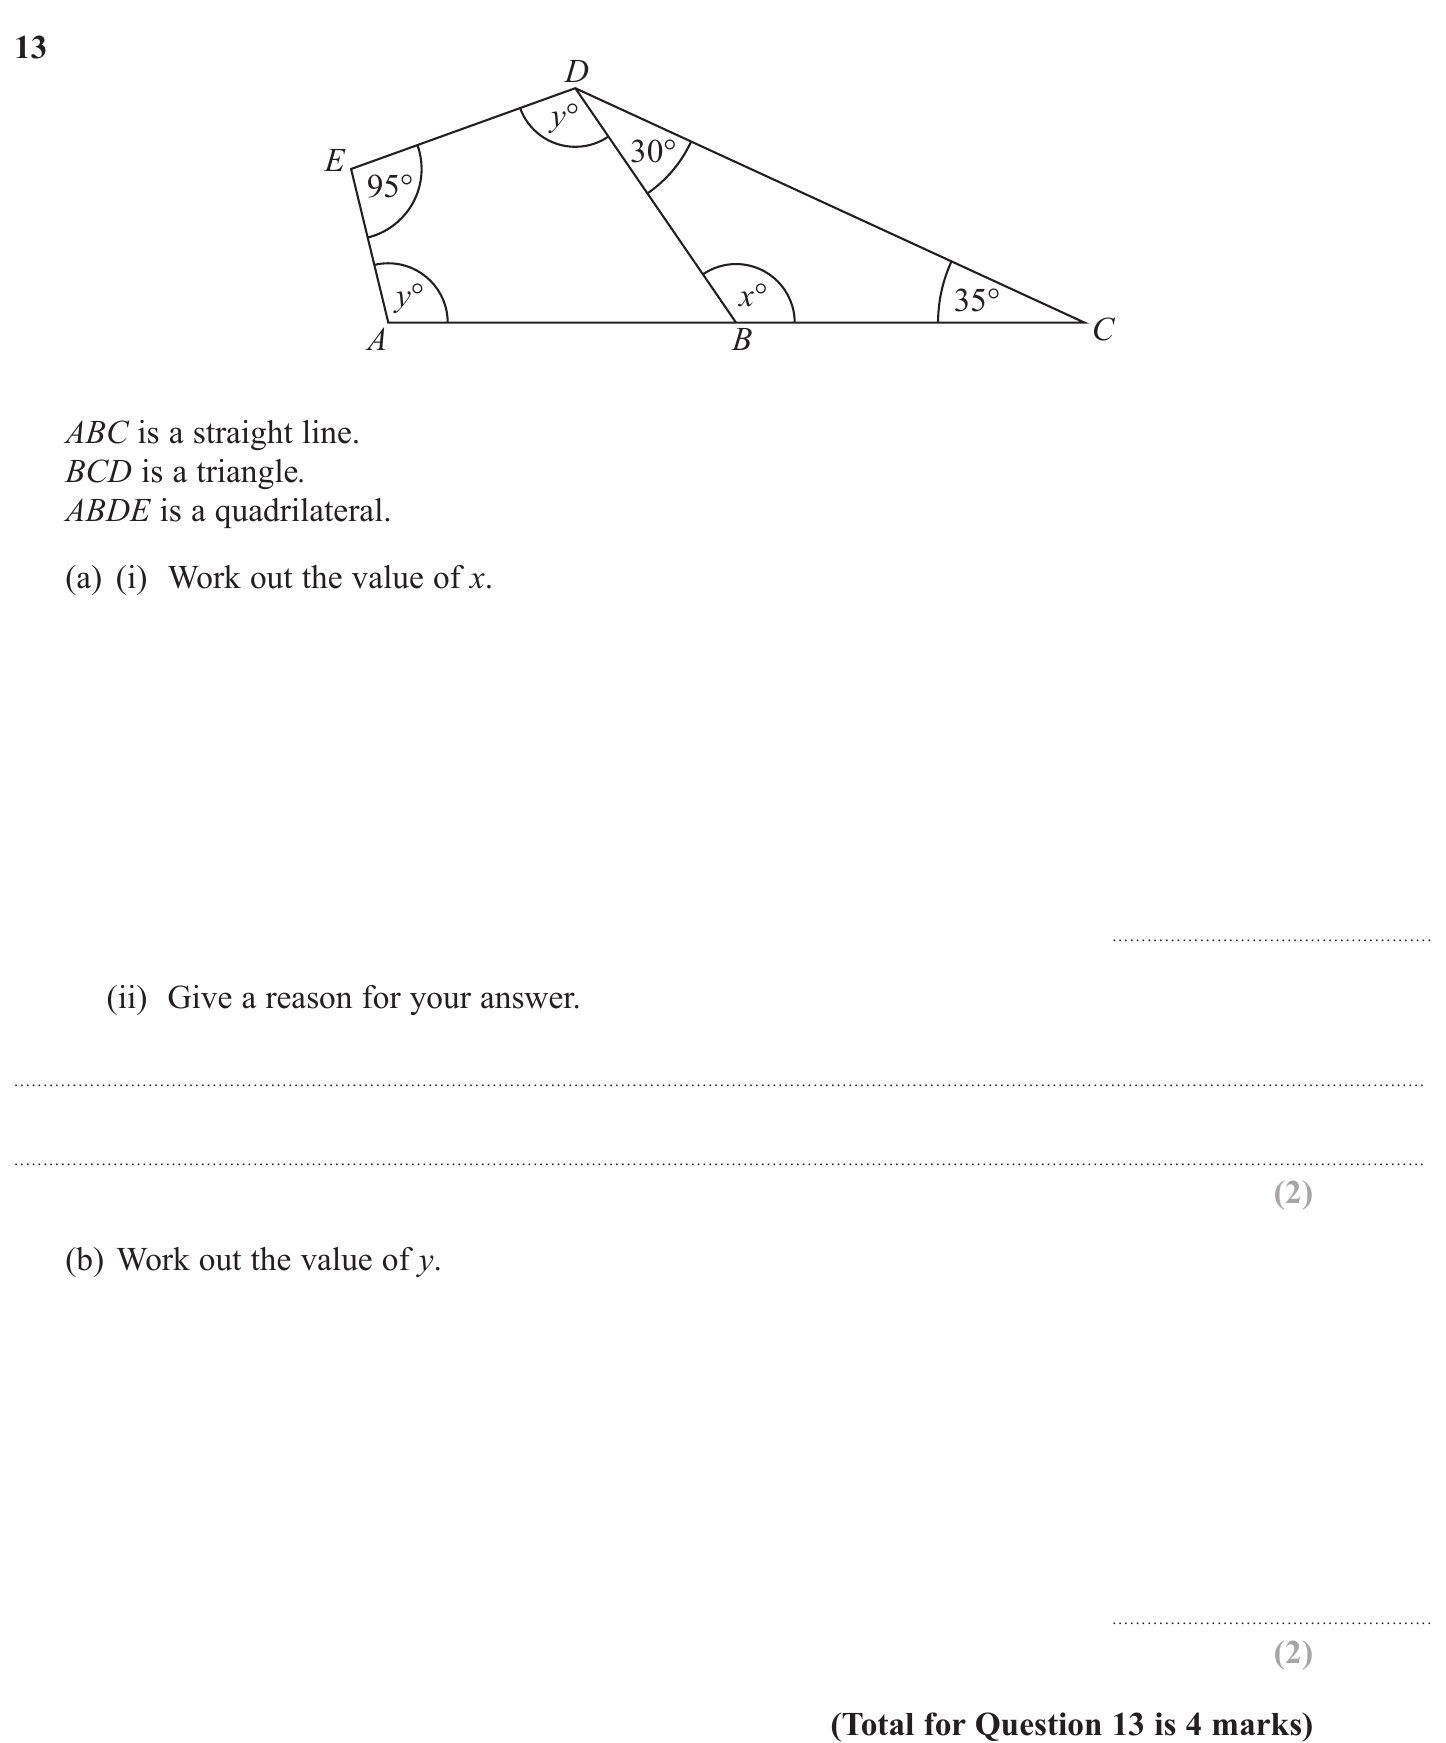 13
D
y°
30°
E
95°
y°
x°
35°
A
B
C
ABC is a straight line.
BCD is a triangle.
ABDE is a quadrilateral.
(a) (i) Work out the value of x.
(ii) Give a reason for your answer.
(2)
(b) Work out the value of y.
(2)
(Total for Question 13 is 4 marks)